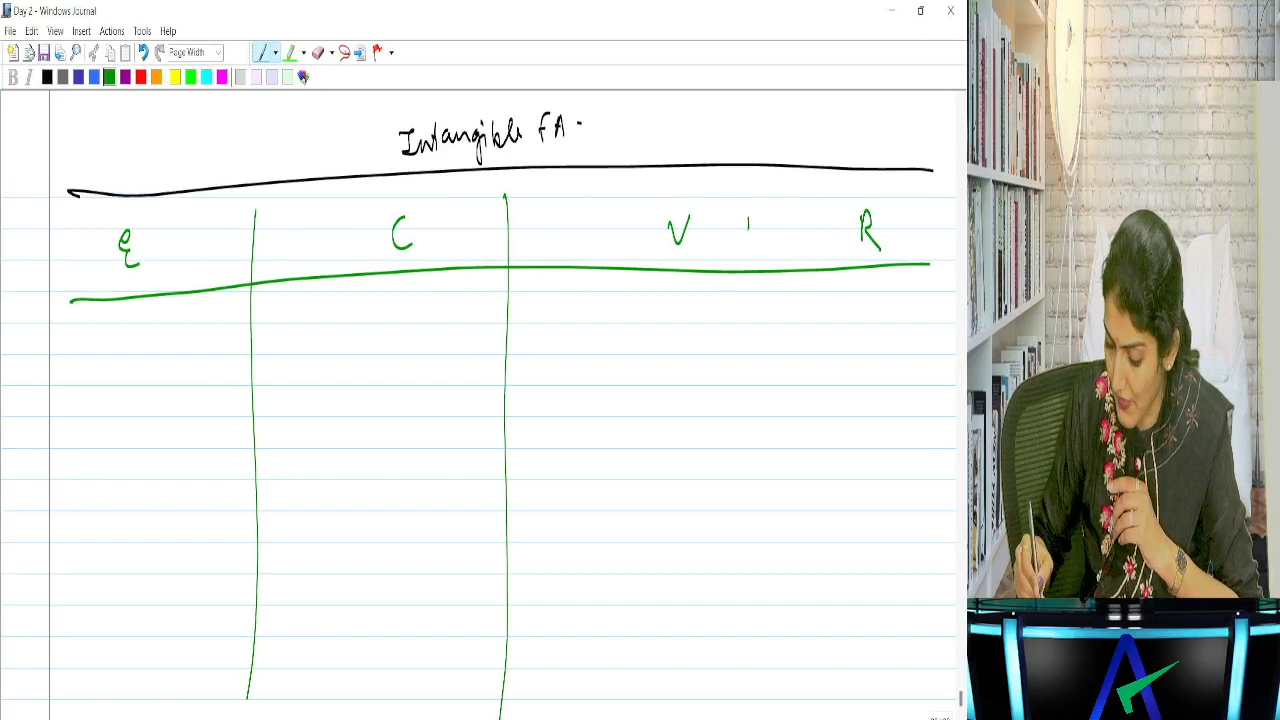 Day 2 - Windows Journal
File Edit View Insert Actions Tools Help
Page Width
B I
Intangible FA.
E C V R